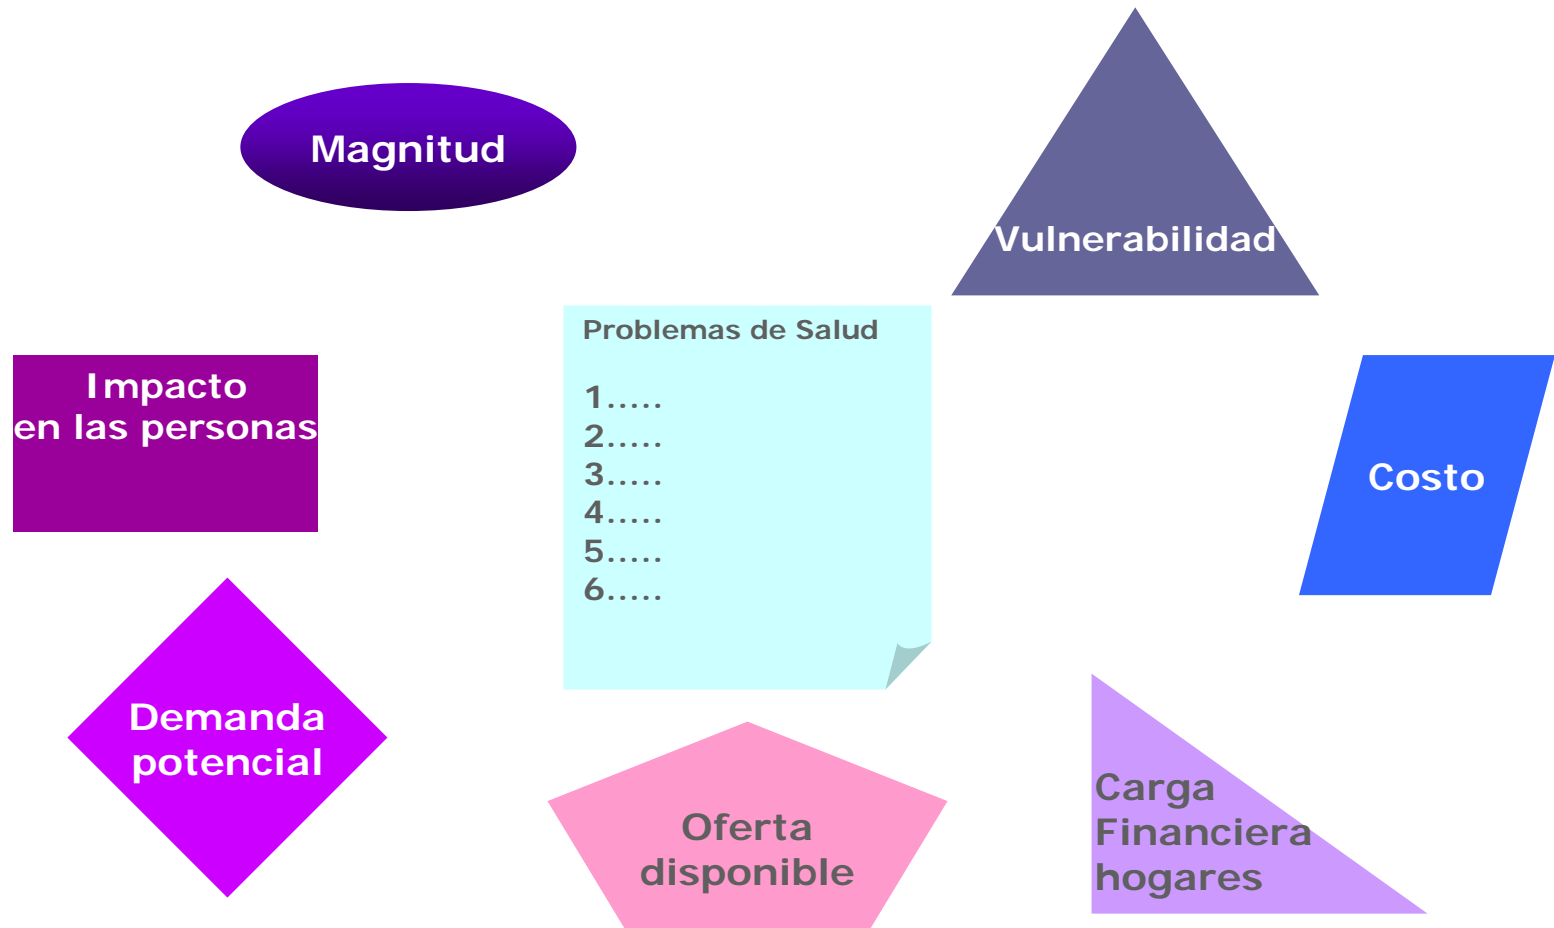 Magnitud
Vulnerabilidad
Impacto
en las personas
Problemas de Salud
1.....
2.....
3.....
4.....
5.....
6.....
Costo
Demanda
potencial
Oferta
disponible
Carga
Financiera
hogares